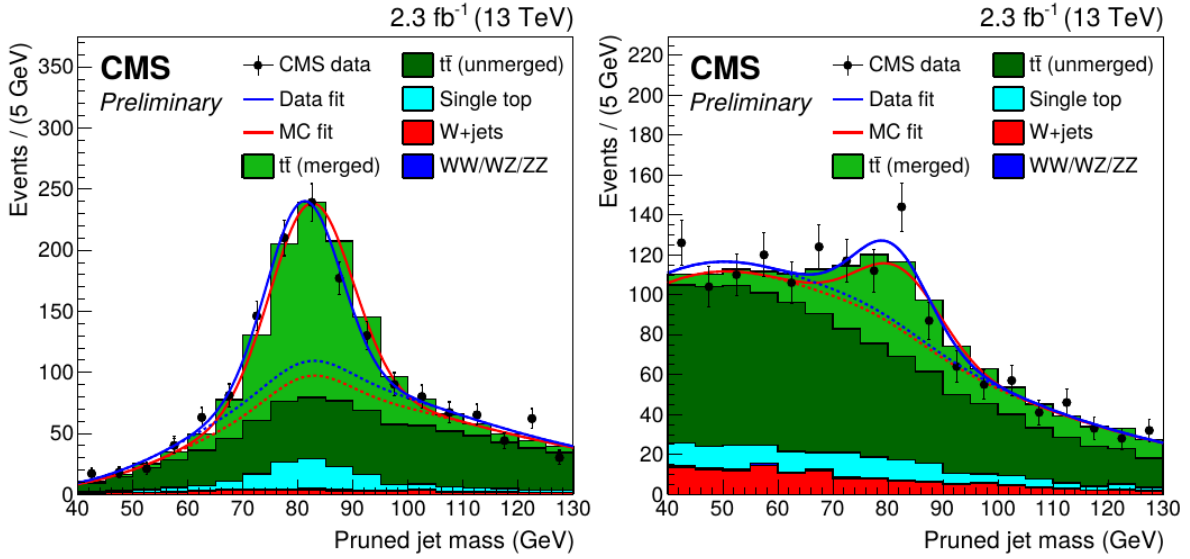 2.3 fb⁻¹ (13 TeV)
CMS
Preliminary
CMS data
Data fit
MC fit
tt̄ (merged)
tt̄ (unmerged)
Single top
W+jets
WW/WZ/ZZ
Events / (5 GeV)
350
300
250
200
150
100
50
0
40 50 60 70 80 90 100 110 120 130
Pruned jet mass (GeV)
2.3 fb⁻¹ (13 TeV)
CMS
Preliminary
CMS data
Data fit
MC fit
tt̄ (merged)
tt̄ (unmerged)
Single top
W+jets
WW/WZ/ZZ
Events / (5 GeV)
220
200
180
160
140
120
100
80
60
40
20
0
40 50 60 70 80 90 100 110 120 130
Pruned jet mass (GeV)